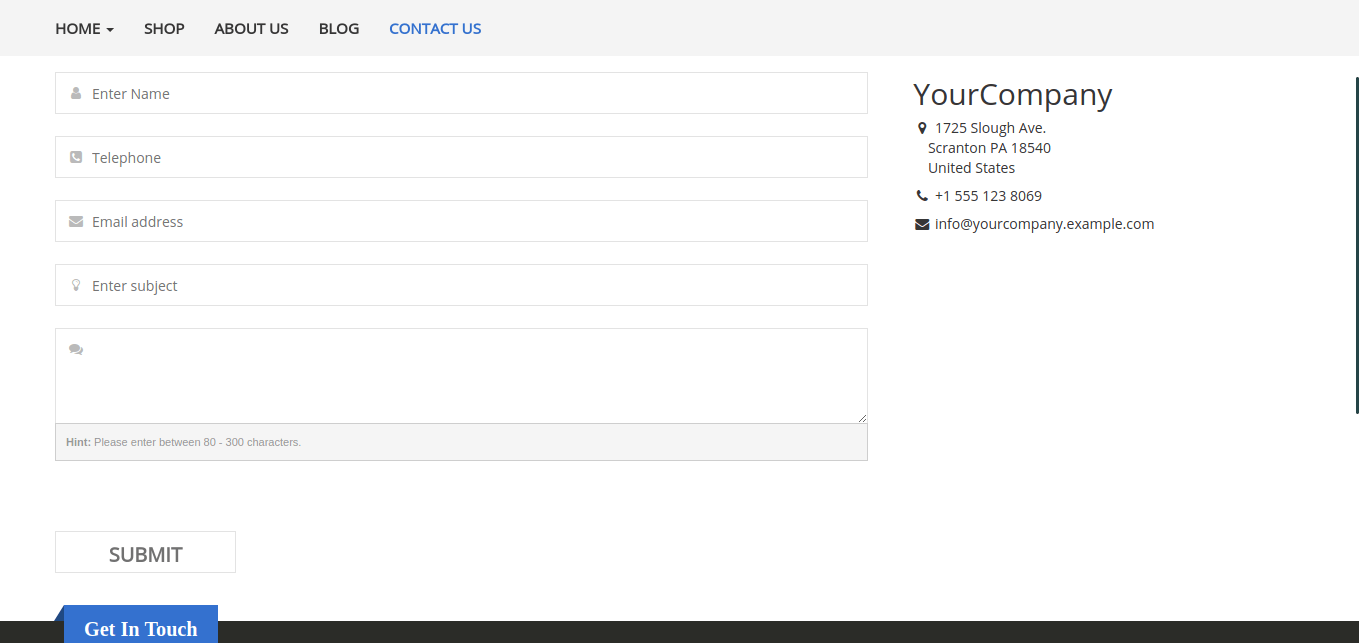 HOME SHOP ABOUT US BLOG CONTACT US
Enter Name
Telephone
Email address
Enter subject
Hint: Please enter between 80 - 300 characters.
SUBMIT
YourCompany
1725 Slough Ave.
Scranton PA 18540
United States
+1 555 123 8069
info@yourcompany.example.com
Get In Touch